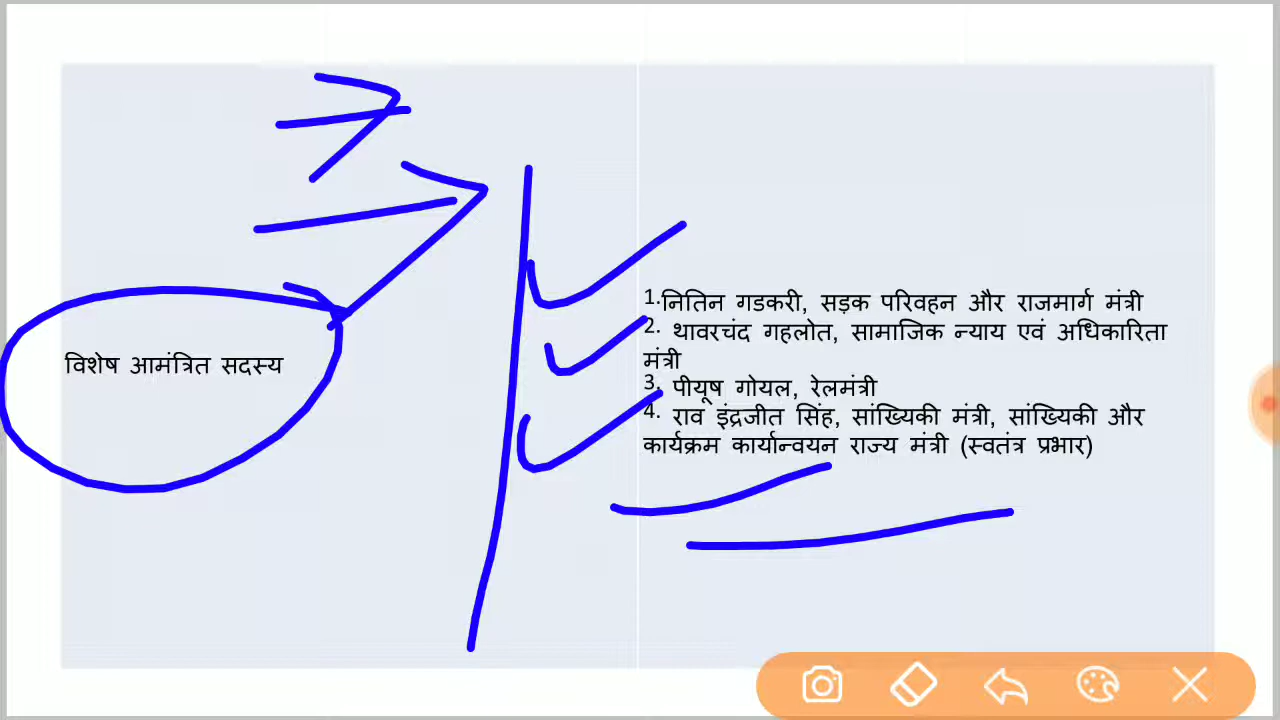 विशेष आमंत्रित सदस्य
1.नितिन गडकरी, सड़क परिवहन और राजमार्ग मंत्री
2. थावरचंद गहलोत, सामाजिक न्याय एवं अधिकारिता
मंत्री
3. पीयूष गोयल, रेलमंत्री
4. राव इंद्रजीत सिंह, सांख्यिकी मंत्री, सांख्यिकी और
कार्यक्रम कार्यान्वयन राज्य मंत्री (स्वतंत्र प्रभार)